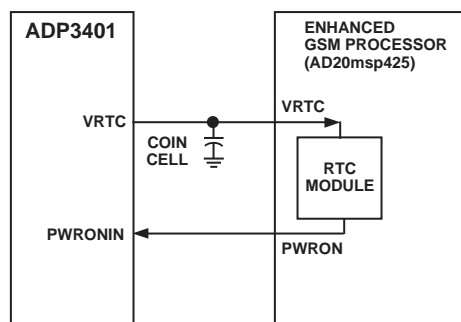 ADP3401
ENHANCED
GSM PROCESSOR
(AD20msp425)
VRTC
VRTC
COIN
CELL
RTC
MODULE
PWRONIN
PWRON